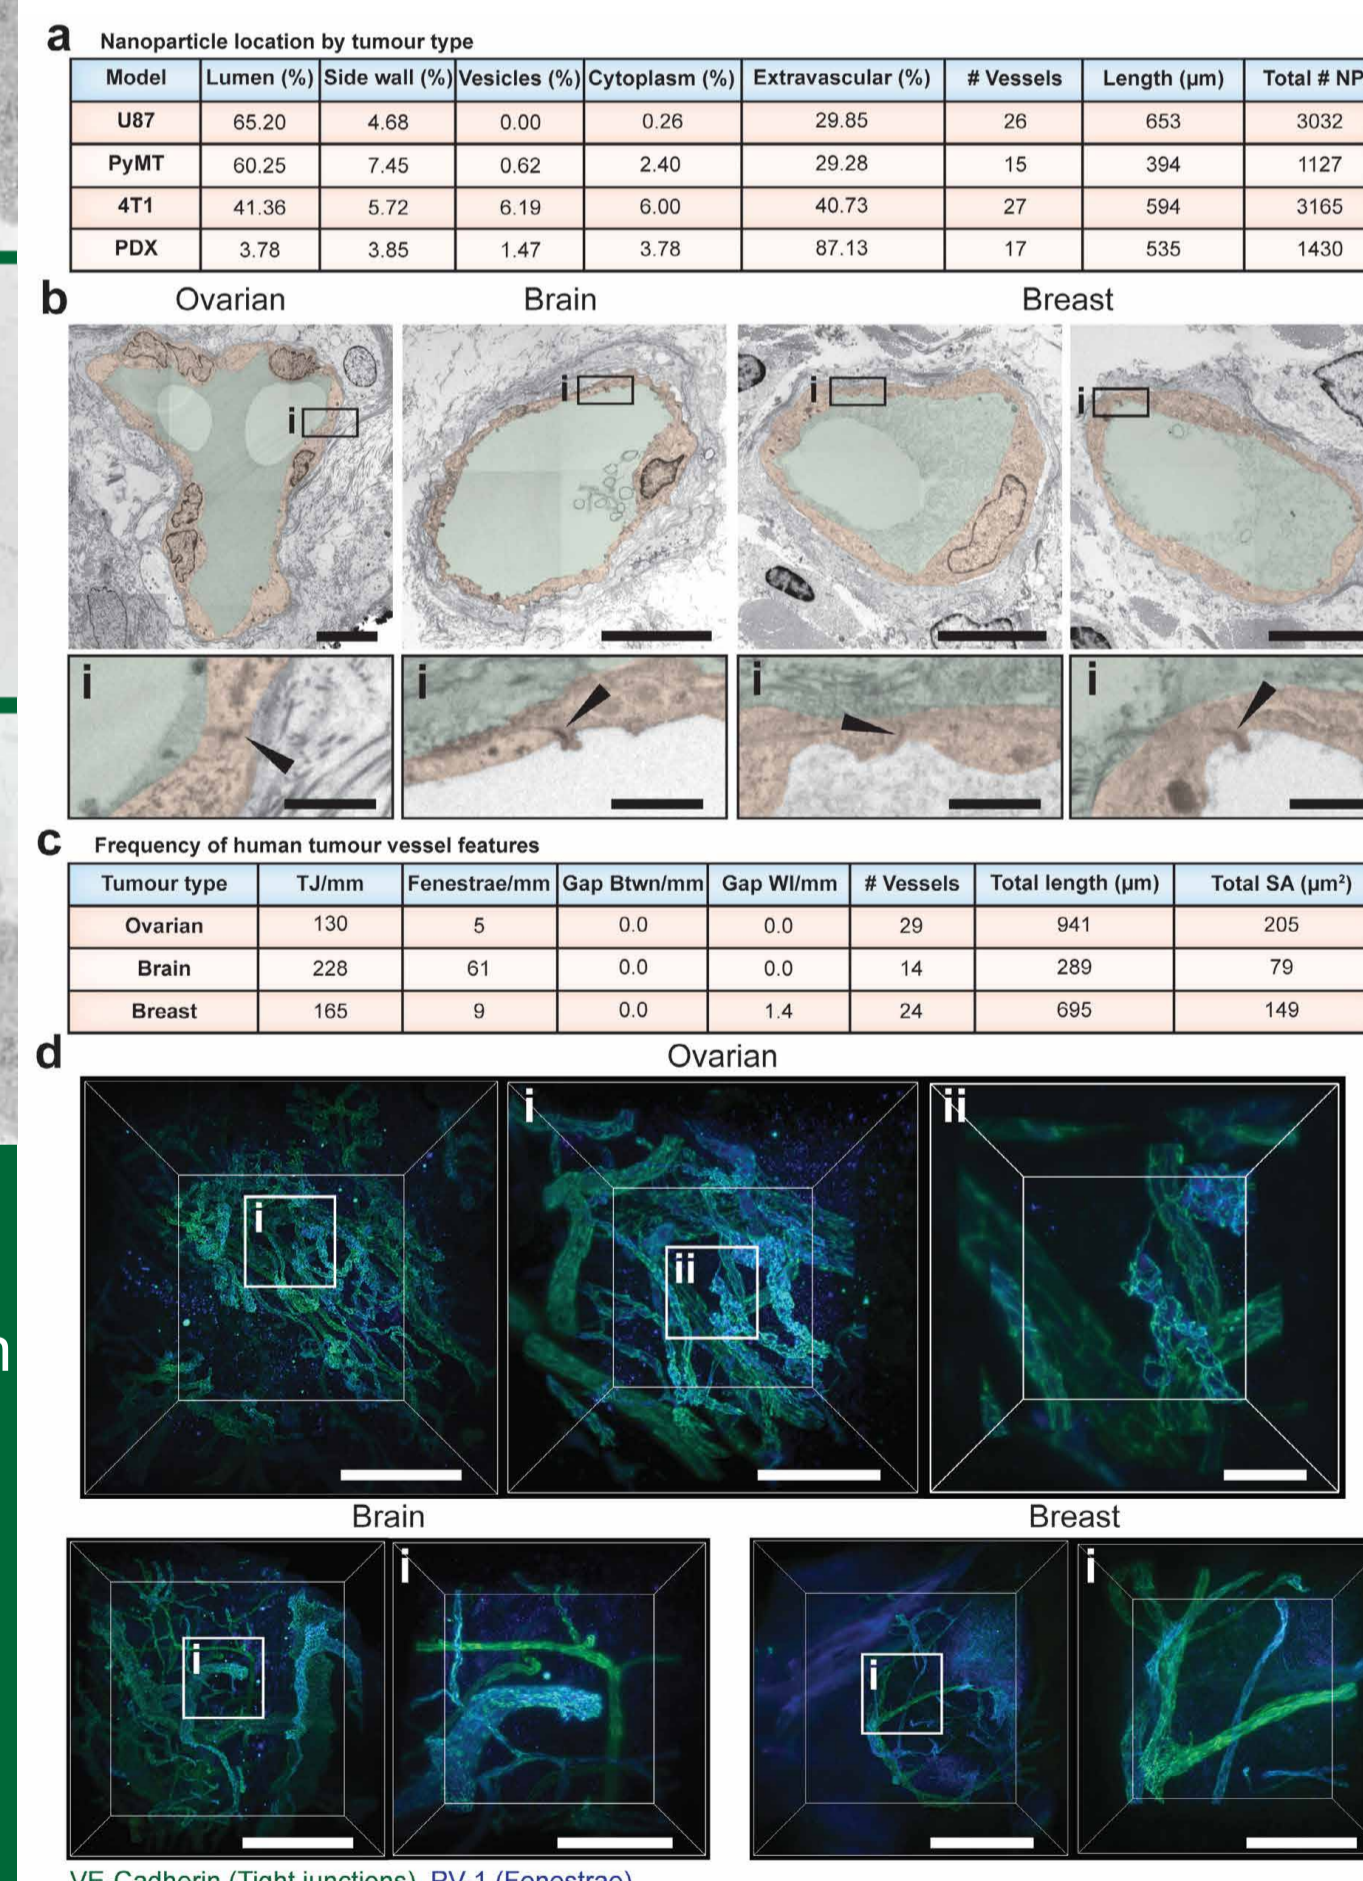 a Nanoparticle location by tumour type
Model Lumen (%) Side wall (%) Vesicles (%) Cytoplasm (%) Extravascular (%) # Vessels Length (µm) Total # NP
U87 65.20 4.68 0.00 0.26 29.85 26 653 3032
PyMT 60.25 7.45 0.62 2.40 29.28 15 394 1127
4T1 41.36 5.72 6.19 6.00 40.73 27 594 3165
PDX 3.78 3.85 1.47 3.78 87.13 17 535 1430
b Ovarian Brain Breast
i i i i
i i i i
c Frequency of human tumour vessel features
Tumour type TJ/mm Fenestrae/mm Gap Btwn/mm Gap WI/mm # Vessels Total length (µm) Total SA (µm²)
Ovarian 130 5 0.0 0.0 29 941 205
Brain 228 61 0.0 0.0 14 289 79
Breast 165 9 0.0 1.4 24 695 149
d Ovarian
i ii
i ii
n
Brain Breast
i i
i i
VE-Cadherin (Tight junctions) PV-1 (Fenestrae)